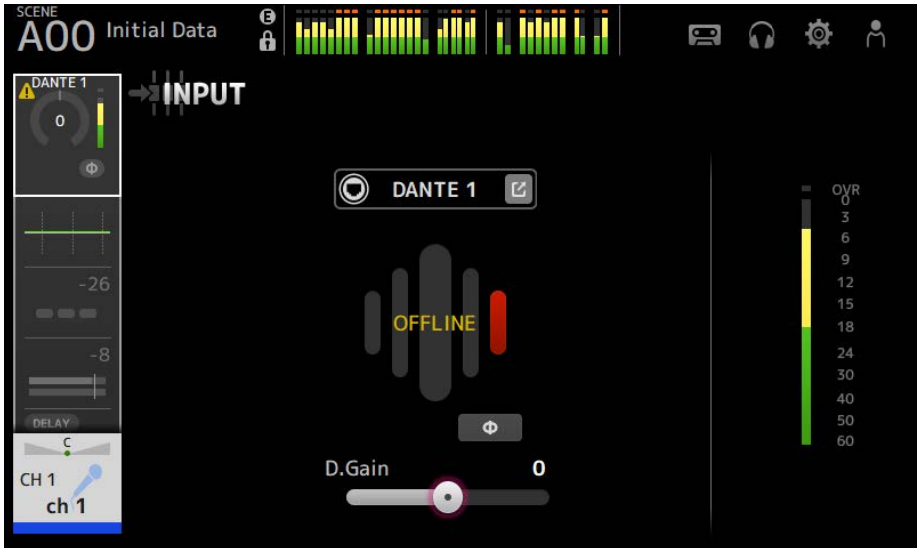 SCENE
A00 Initial Data
E
DANTE 1
0
Φ
-26
-8
DELAY
C
CH 1
ch 1
INPUT
DANTE 1
OFFLINE
Φ
D.Gain 0
OVR
0
3
6
9
12
15
18
24
30
40
50
60